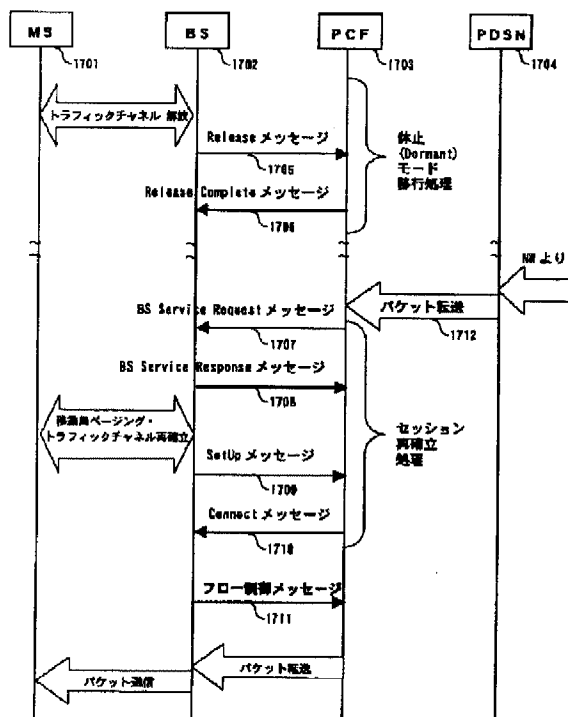 MS
BS
PCF
PDSN
1701
1702
1703
1704
トラフィックチャネル 解放
Release メッセージ
1705
休止
(Dormant)
モード
移行処理
Release Complete メッセージ
1706
NW より
パケット転送
1712
BS Service Request メッセージ
1707
BS Service Response メッセージ
1708
移動局ページング・
トラフィックチャネル再確立
セッション
再確立
処理
SetUp メッセージ
1709
Connect メッセージ
1710
フロー制御メッセージ
1711
パケット転送
パケット送信